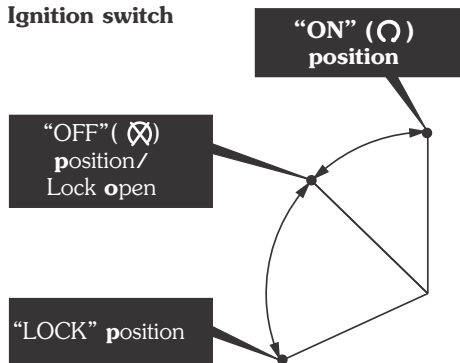 Ignition switch
“ON” (Ω)
position
“OFF”(⨂)
position/
Lock open
“LOCK” position